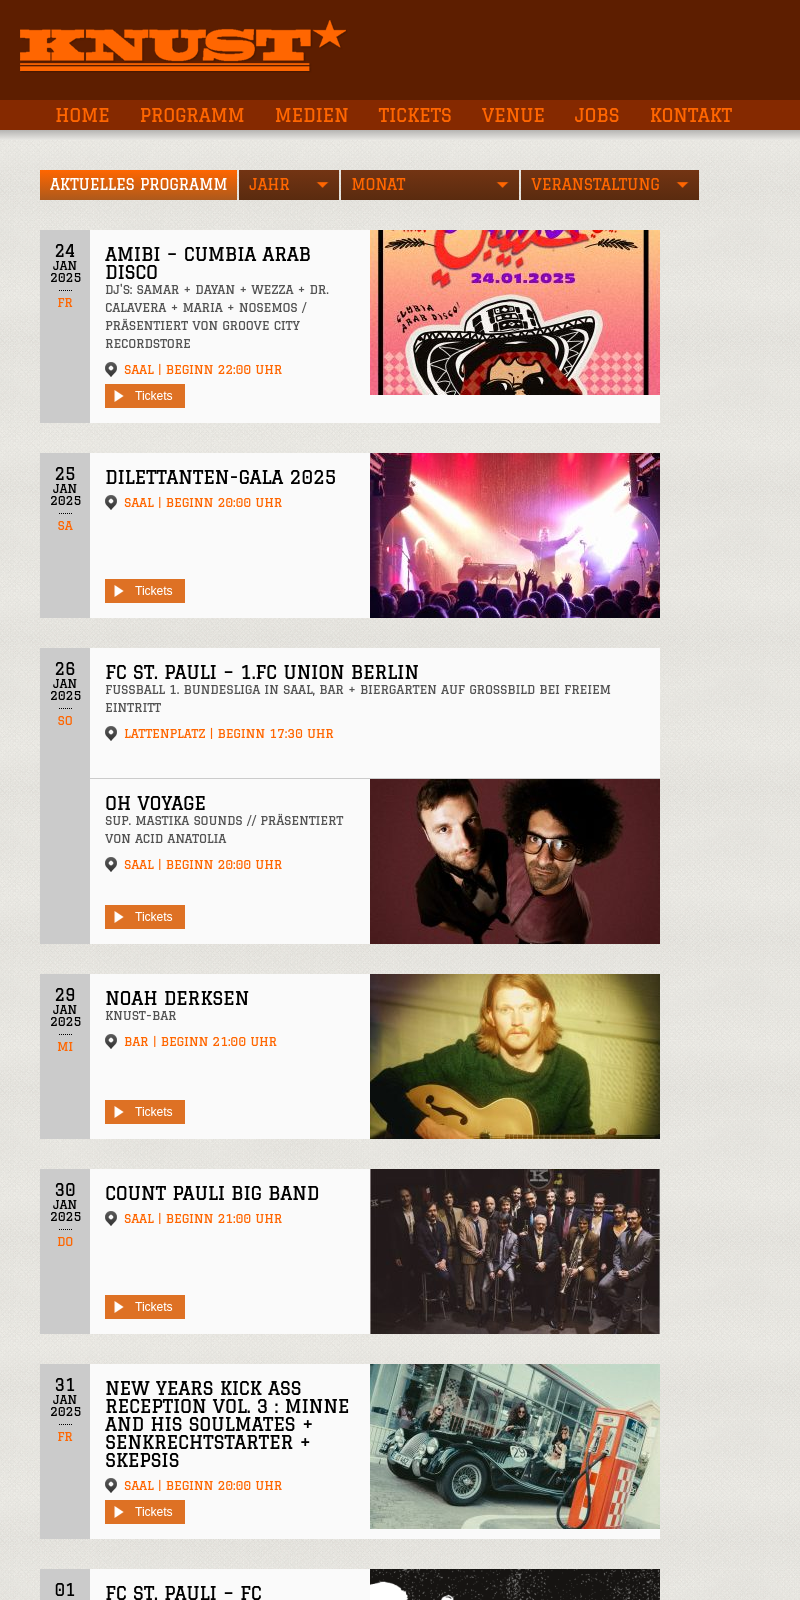 KNUST
HOME PROGRAMM MEDIEN TICKETS VENUE JOBS KONTAKT
AKTUELLES PROGRAMM JAHR MONAT VERANSTALTUNG
24
JAN
2025
FR
AMIBI – CUMBIA ARAB
DISCO
DJ'S: SAMAR + DAYAN + WEZZA + DR.
CALAVERA + MARIA + NOSEMOS /
PRÄSENTIERT VON GROOVE CITY
RECORDSTORE
SAAL | BEGINN 22:00 UHR
Tickets
24.01.2025
CUMBIA
ARAB DISCO!
25
JAN
2025
SA
DILETTANTEN-GALA 2025
SAAL | BEGINN 20:00 UHR
Tickets
26
JAN
2025
SO
FC ST. PAULI – 1.FC UNION BERLIN
FUSSBALL 1. BUNDESLIGA IN SAAL, BAR + BIERGARTEN AUF GROSSBILD BEI FREIEM
EINTRITT
LATTENPLATZ | BEGINN 17:30 UHR
OH VOYAGE
SUP. MASTIKA SOUNDS // PRÄSENTIERT
VON ACID ANATOLIA
SAAL | BEGINN 20:00 UHR
Tickets
29
JAN
2025
MI
NOAH DERKSEN
KNUST-BAR
BAR | BEGINN 21:00 UHR
Tickets
30
JAN
2025
DO
COUNT PAULI BIG BAND
SAAL | BEGINN 21:00 UHR
Tickets
K
31
JAN
2025
FR
NEW YEARS KICK ASS
RECEPTION VOL. 3 : MINNE
AND HIS SOULMATES +
SENKRECHTSTARTER +
SKEPSIS
SAAL | BEGINN 20:00 UHR
Tickets
29
01
FC ST. PAULI – FC